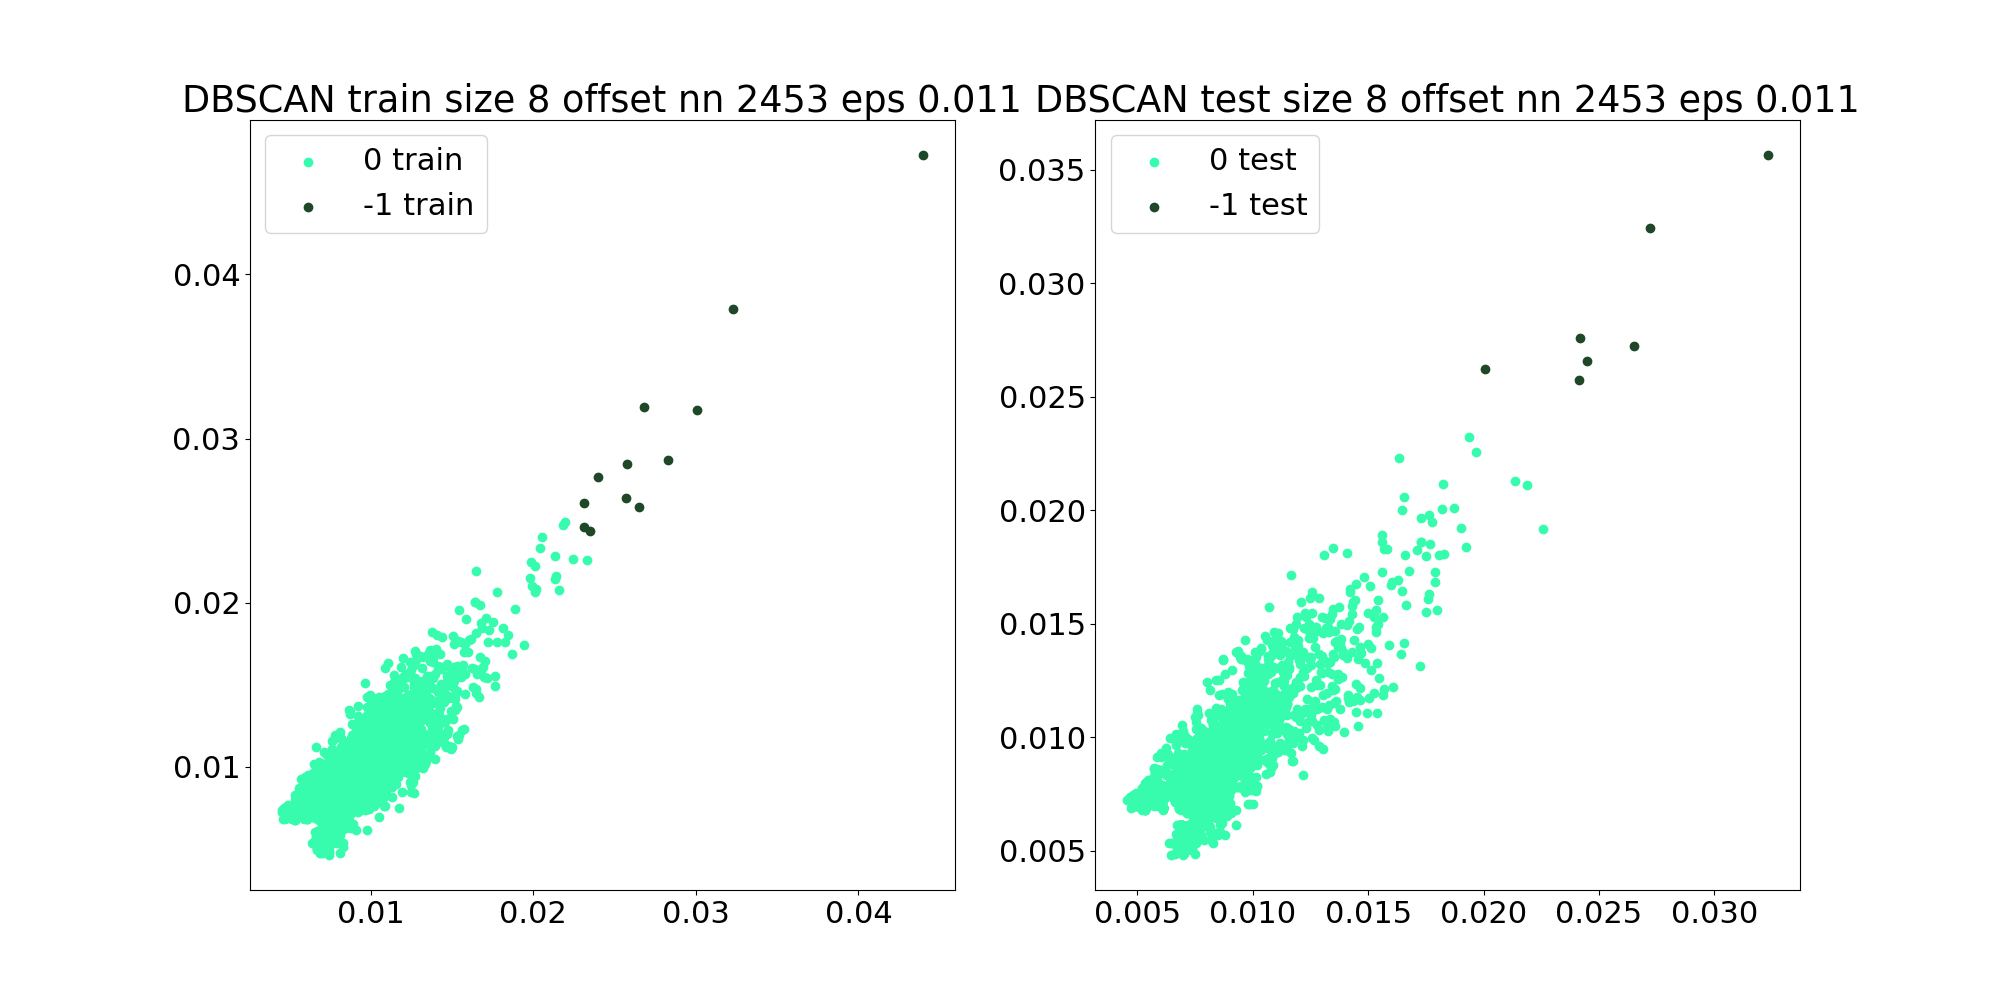 DBSCAN train size 8 offset nn 2453 eps 0.011
0 train
-1 train
0.04
0.03
0.02
0.01
0.01 0.02 0.03 0.04
DBSCAN test size 8 offset nn 2453 eps 0.011
0 test
-1 test
0.035
0.030
0.025
0.020
0.015
0.010
0.005
0.005 0.010 0.015 0.020 0.025 0.030